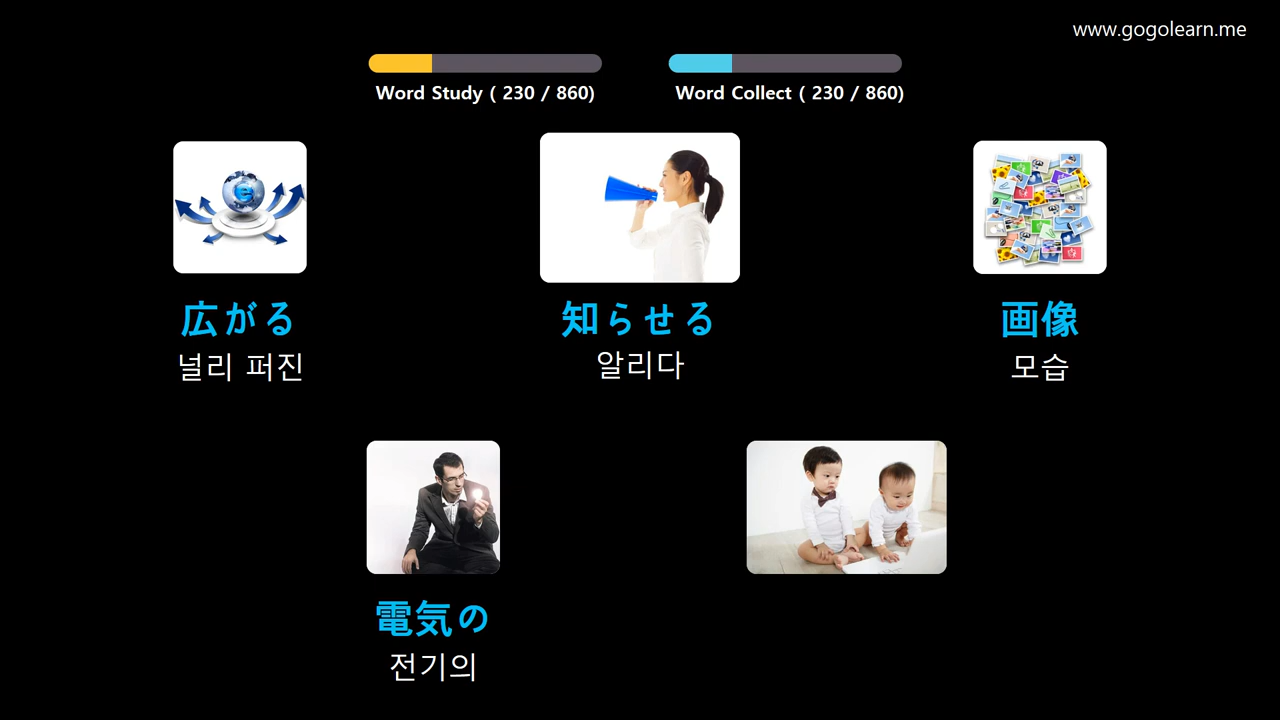 www.gogolearn.me
Word Study ( 230 / 860)
Word Collect ( 230 / 860)
広がる
널리 퍼진
知らせる
알리다
画像
모습
電気の
전기의